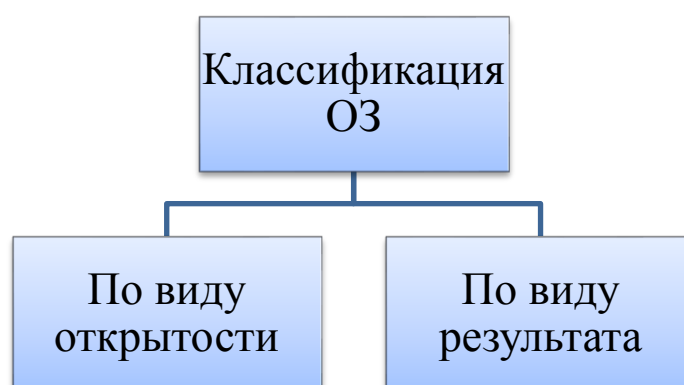 Классификация
ОЗ
По виду
открытости
По виду
результата